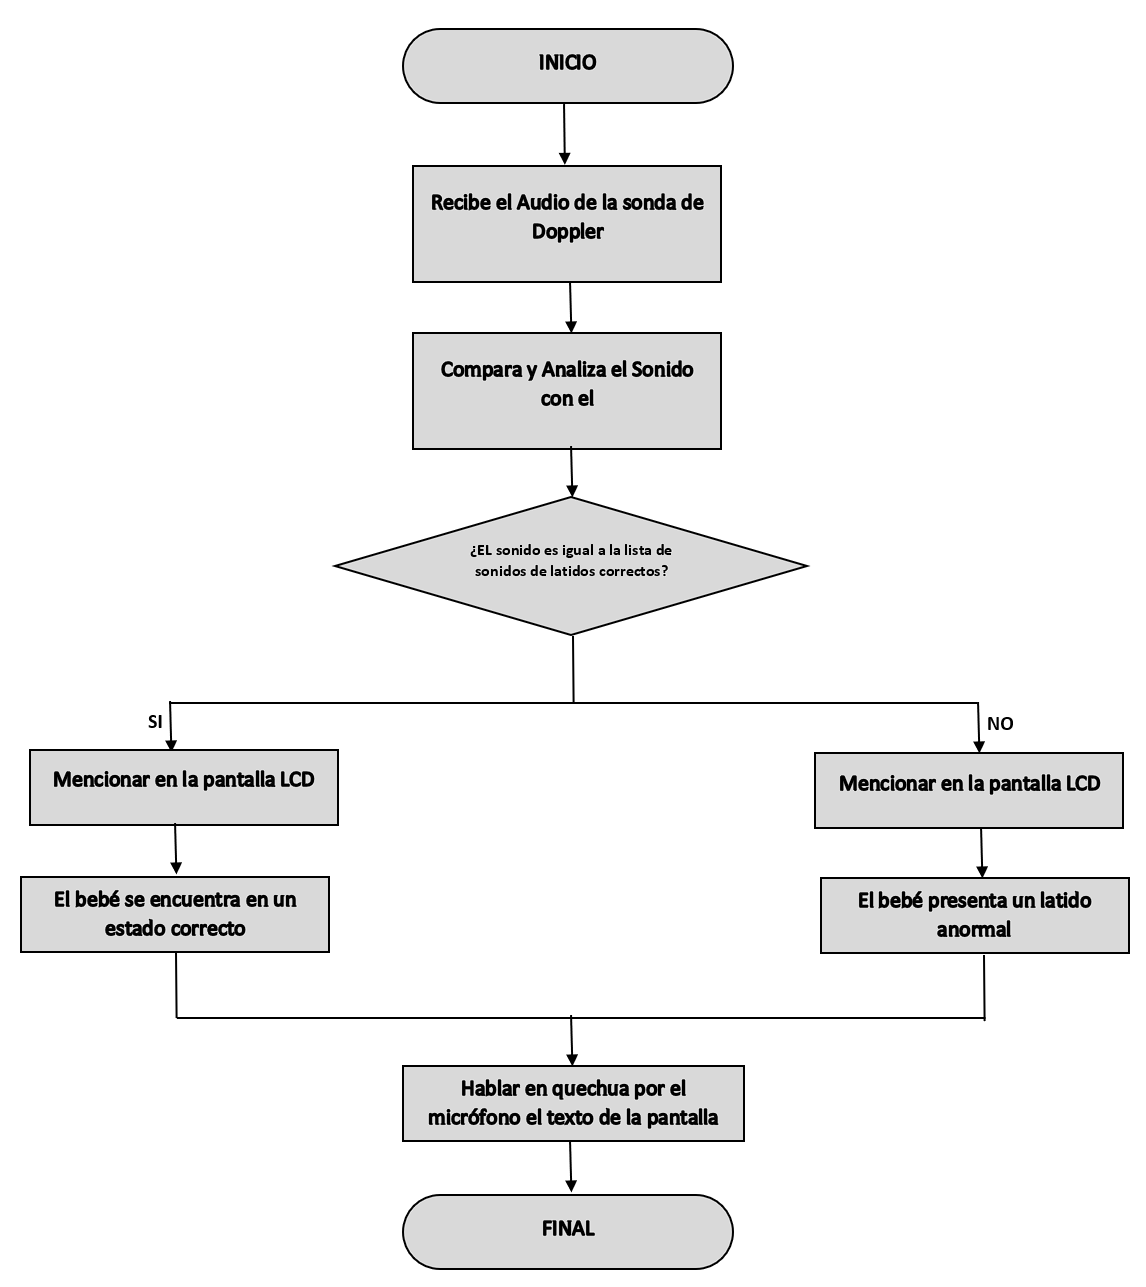 INICIO
Recibe el Audio de la sonda de
Doppler
Compara y Analiza el Sonido
con el
¿EL sonido es igual a la lista de
sonidos de latidos correctos?
SI
NO
Mencionar en la pantalla LCD
Mencionar en la pantalla LCD
El bebé se encuentra en un
estado correcto
El bebé presenta un latido
anormal
Hablar en quechua por el
micrófono el texto de la pantalla
FINAL